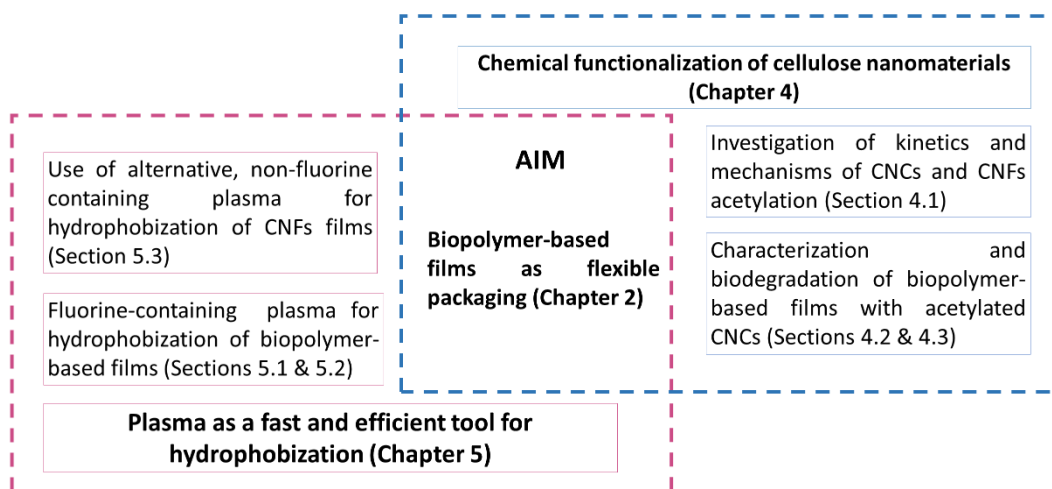 Chemical functionalization of cellulose nanomaterials
(Chapter 4)
Use of alternative, non-fluorine
containing plasma for
hydrophobization of CNFs films
(Section 5.3)
Fluorine-containing plasma for
hydrophobization of biopolymer-
based films (Sections 5.1 & 5.2)
AIM
Biopolymer-based
films as flexible
packaging (Chapter 2)
Investigation of kinetics and
mechanisms of CNCs and CNFs
acetylation (Section 4.1)
Characterization and
biodegradation of biopolymer-
based films with acetylated
CNCs (Sections 4.2 & 4.3)
Plasma as a fast and efficient tool for
hydrophobization (Chapter 5)